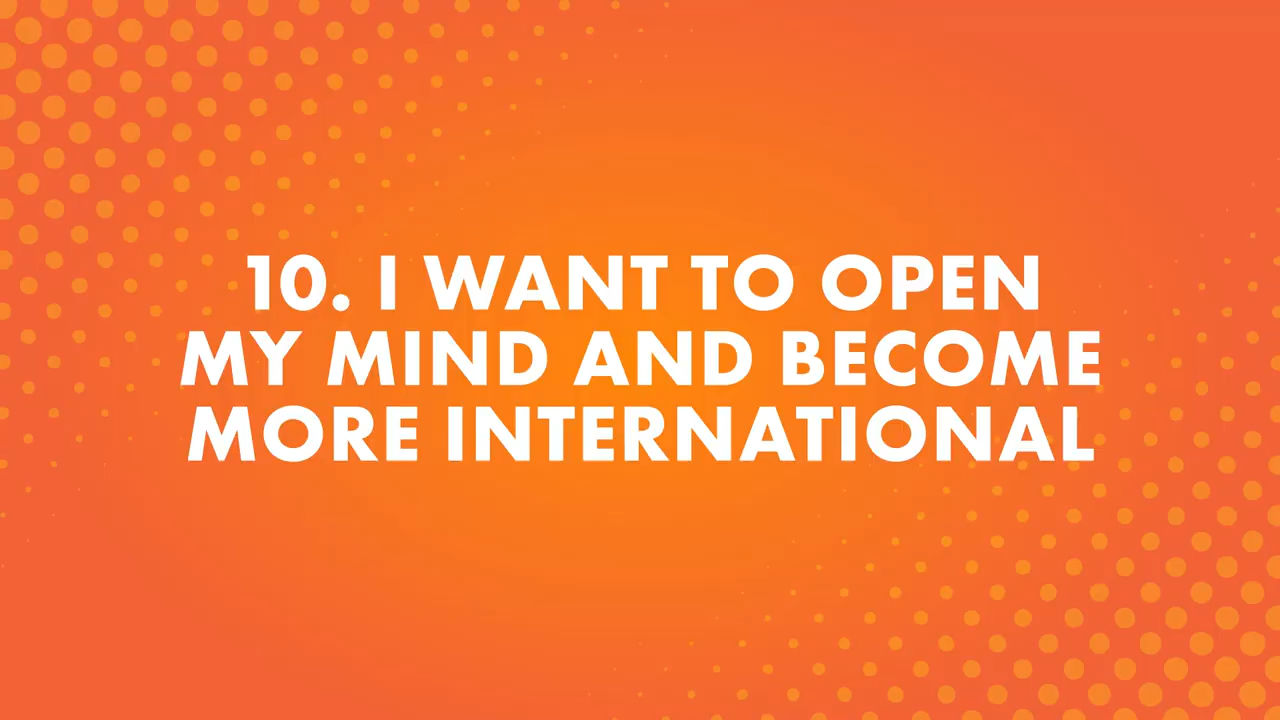 10. I WANT TO OPEN
MY MIND AND BECOME
MORE INTERNATIONAL